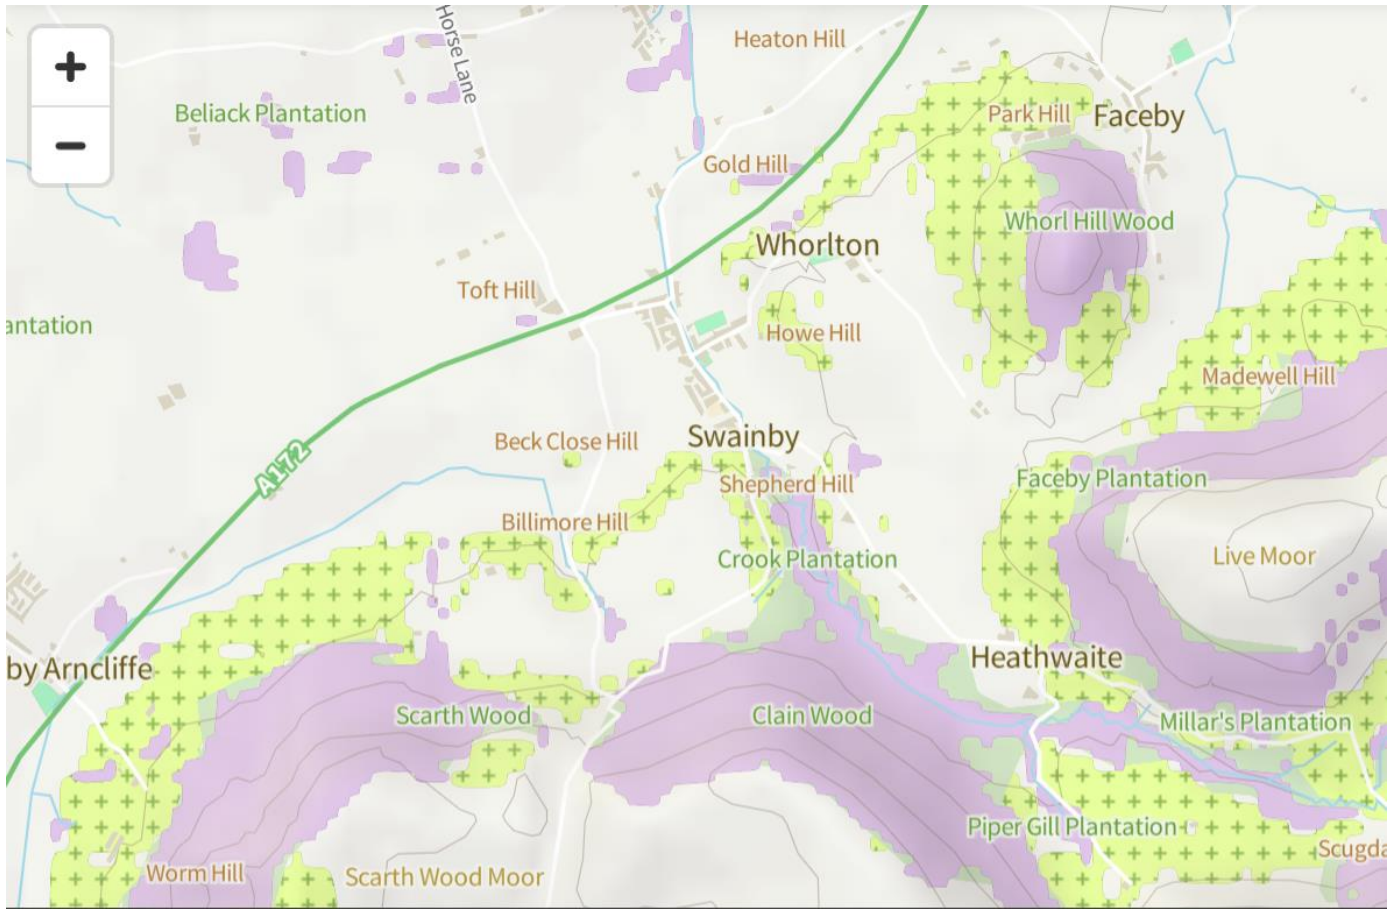 +
Horse Lane
Heaton Hill
−
Beliack Plantation
Park Hill
Faceby
Gold Hill
Whorl Hill Wood
Whorlton
Toft Hill
antation
Howe Hill
Madewell Hill
Beck Close Hill
Swainby
A172
Shepherd Hill
Faceby Plantation
Billimore Hill
Crook Plantation
Live Moor
by Arncliffe
Heathwaite
Scarth Wood
Clain Wood
Millar's Plantation
Piper Gill Plantation
Scugda
Worm Hill
Scarth Wood Moor